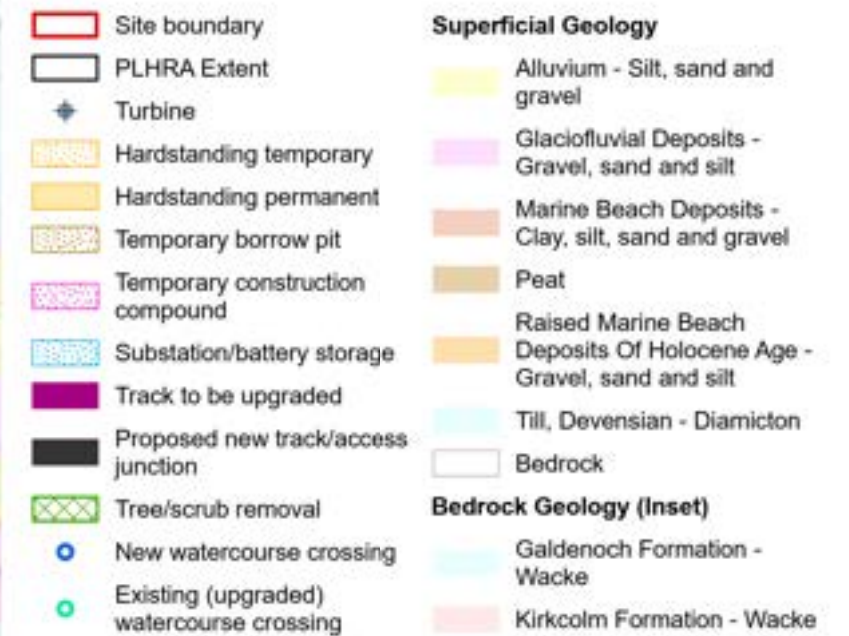 Site boundary
PLHRA Extent
Turbine
Hardstanding temporary
Hardstanding permanent
Temporary borrow pit
Temporary construction
compound
Substation/battery storage
Track to be upgraded
Proposed new track/access
junction
Tree/scrub removal
New watercourse crossing
Existing (upgraded)
watercourse crossing
Superficial Geology
Alluvium - Silt, sand and
gravel
Glaciofluvial Deposits -
Gravel, sand and silt
Marine Beach Deposits -
Clay, silt, sand and gravel
Peat
Raised Marine Beach
Deposits Of Holocene Age -
Gravel, sand and silt
Till, Devensian - Diamicton
Bedrock
Bedrock Geology (Inset)
Galdenoch Formation -
Wacke
Kirkcolm Formation - Wacke